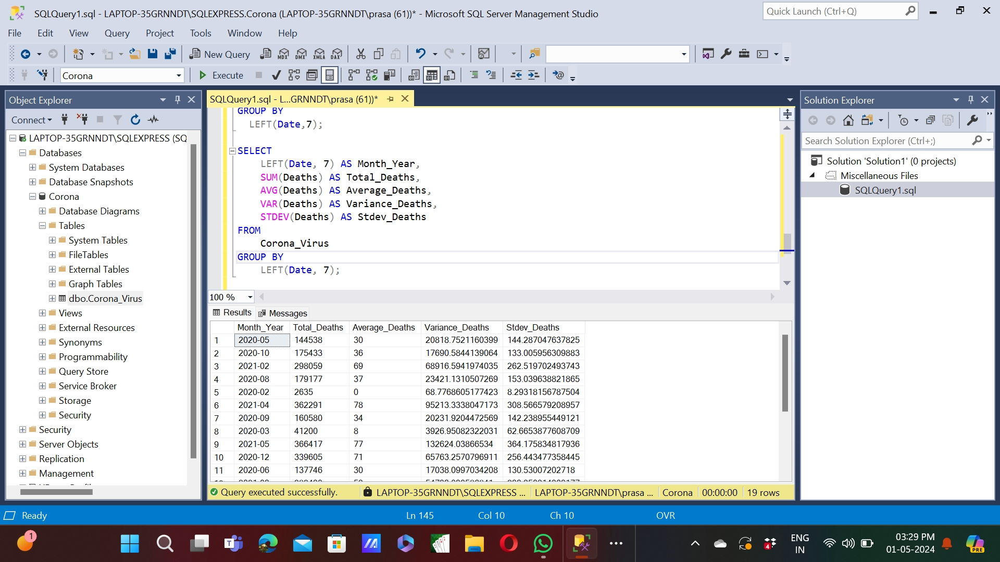 SQLQuery1.sql - LAPTOP-35GRNNDT\SQLEXPRESS.Corona (LAPTOP-35GRNNDT\prasa (61))* - Microsoft SQL Server Management Studio
Quick Launch (Ctrl+Q)
File Edit View Query Project Tools Window Help
New Query MDX DMX XMLA DAX
Corona Execute
Object Explorer
Connect
LAPTOP-35GRNNDT\SQLEXPRESS (SQ
Databases
System Databases
Database Snapshots
Corona
Database Diagrams
Tables
System Tables
FileTables
External Tables
Graph Tables
dbo.Corona_Virus
Views
External Resources
Synonyms
Programmability
Query Store
Service Broker
Storage
Security
Security
Server Objects
Replication
Management
SQLQuery1.sql - L...GRNNDT\prasa (61))*
GROUP BY
LEFT(Date,7);
SELECT
LEFT(Date, 7) AS Month_Year,
SUM(Deaths) AS Total_Deaths,
AVG(Deaths) AS Average_Deaths,
VAR(Deaths) AS Variance_Deaths,
STDEV(Deaths) AS Stdev_Deaths
FROM
Corona_Virus
GROUP BY
LEFT(Date, 7);
100 %
Results Messages
Month_Year Total_Deaths Average_Deaths Variance_Deaths Stdev_Deaths
1 2020-05 144538 30 20818.7521160399 144.287047637825
2 2020-10 175433 36 17690.5844139064 133.005956309883
3 2021-02 298059 69 68916.5941974035 262.519702493743
4 2020-08 179177 37 23421.1310507269 153.039638821865
5 2020-02 2635 0 68.7768605177423 8.29318156787504
6 2021-04 362291 78 95213.3338047173 308.566579208957
7 2020-09 160580 34 20231.9204472569 142.238955449121
8 2020-03 41200 8 3926.95082322031 62.6653877608709
9 2021-05 366417 77 132624.03866534 364.175834817936
10 2020-12 339605 71 65763.2570796911 256.443477358445
11 2020-06 137746 30 17038.0997034208 130.53007202718
Query executed successfully. LAPTOP-35GRNNDT\SQLEXPRESS ... LAPTOP-35GRNNDT\prasa ... Corona 00:00:00 19 rows
Solution Explorer
Search Solution Explorer (Ctrl+;)
Solution 'Solution1' (0 projects)
Miscellaneous Files
SQLQuery1.sql
Ready Ln 145 Col 10 Ch 10 OVR
1
4
ENG
IN
03:29 PM
01-05-2024
PRE